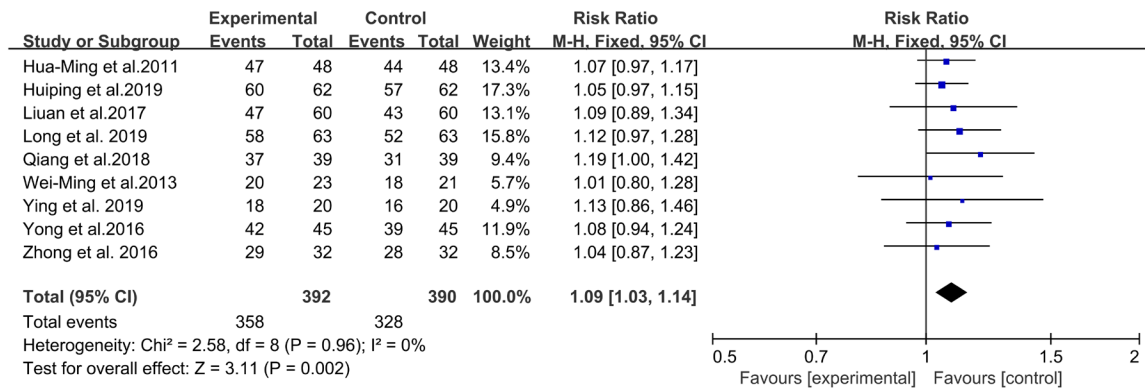 Experimental Control Risk Ratio Risk Ratio
Study or Subgroup Events Total Events Total Weight M-H, Fixed, 95% CI M-H, Fixed, 95% CI
Hua-Ming et al.2011 47 48 44 48 13.4% 1.07 [0.97, 1.17]
Huiping et.2019 60 62 57 62 17.3% 1.05 [0.97, 1.15]
Liuan et.2017 47 60 43 60 13.1% 1.09 [0.89, 1.34]
Long et al. 2019 58 63 52 63 15.8% 1.12 [0.97, 1.28]
Qiang et.2018 37 39 31 39 9.4% 1.19 [1.00, 1.42]
Wei-Ming et.2013 20 23 18 21 5.7% 1.01 [0.80, 1.28]
Ying et al. 2019 18 20 16 20 4.9% 1.13 [0.86, 1.46]
Yong et.2016 42 45 39 45 11.9% 1.08 [0.94, 1.24]
Zhong et al. 2016 29 32 28 32 8.5% 1.04 [0.87, 1.23]
Total (95% CI) 392 390 100.0% 1.09 [1.03, 1.14]
Total events 358 328
Heterogeneity: Chi² = 2.58, df = 8 (P = 0.96); I² = 0%
Test for overall effect: Z = 3.11 (P = 0.002)
0.5 0.7 1 1.5 2
Favours [experimental] Favours [control]